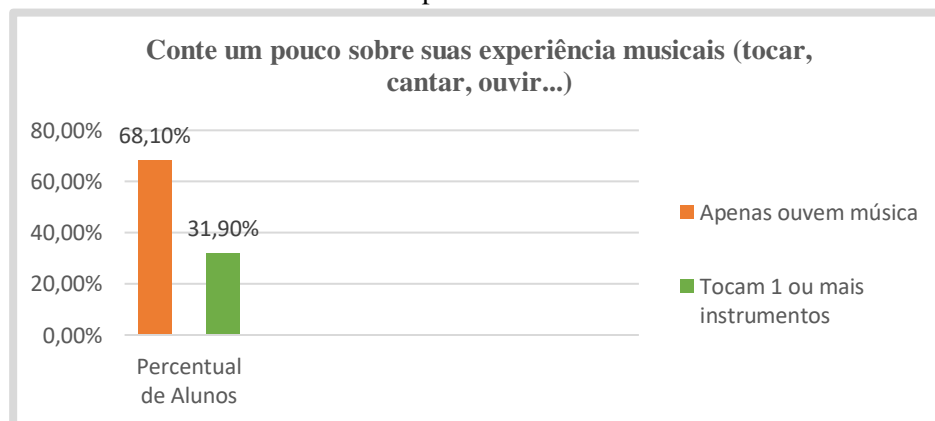 Conte um pouco sobre suas experiência musicais (tocar,
cantar, ouvir...)
80,00%
68,10%
60,00%
40,00%
31,90%
20,00%
0,00%
Percentual
de Alunos
Apenas ouvem música
Tocam 1 ou mais
instrumentos